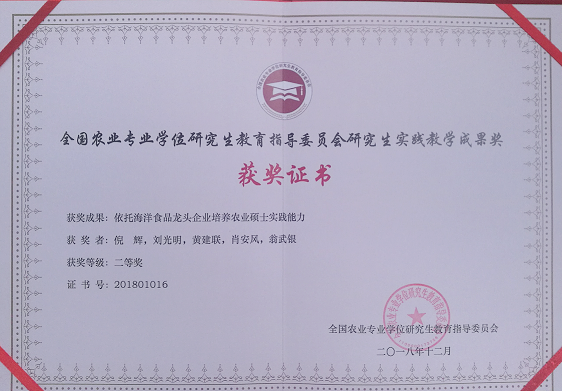 全国农业专业学位研究生教育指导委员会研究生实践教学成果奖
获奖证书
获奖成果：依托海洋食品龙头企业培养农业硕士实践能力
获 奖 者：倪　辉，刘光明，黄建联，肖安风，翁武银
获奖等级：二等奖
证 书 号：201801016
全国农业专业学位研究生教育指导委员会
二〇一八年十二月